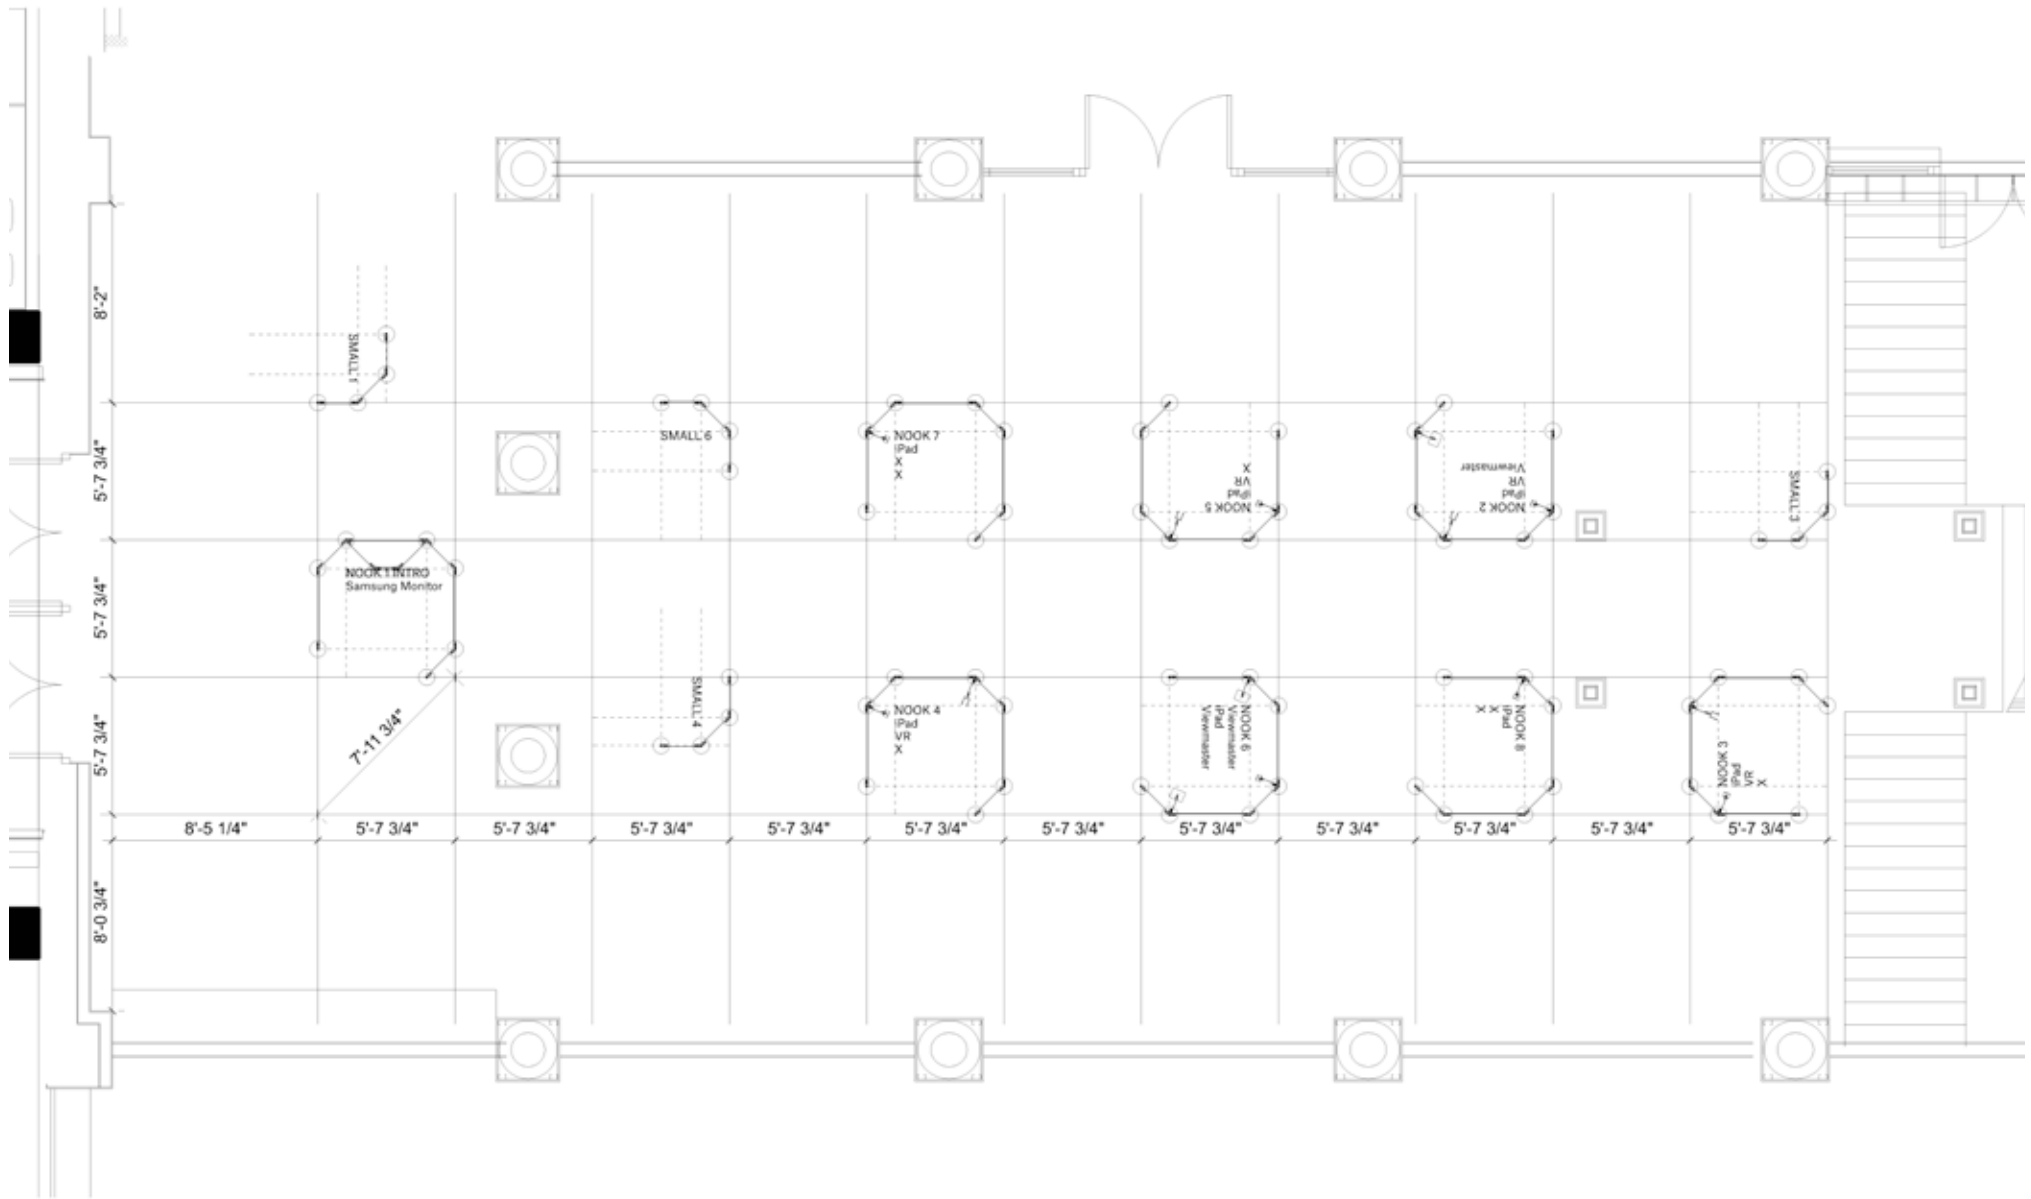 8'-2"
SMALL 1
5'-7 3/4"
SMALL 6
NOOK 7
iPad
X
X
NOOK 5
iPad
VR
X
NOOK 2
iPad
VR
Viewmaster
SMALL 3
5'-7 3/4"
NOOK 1 INTRO
Samsung Monitor
5'-7 3/4"
7'-11 3/4"
SMALL 4
NOOK 4
iPad
VR
X
NOOK 6
Viewmaster
iPad
Viewmaster
NOOK 8
iPad
X
X
NOOK 3
iPad
VR
X
8'-5 1/4"
5'-7 3/4"
5'-7 3/4"
5'-7 3/4"
5'-7 3/4"
5'-7 3/4"
5'-7 3/4"
5'-7 3/4"
5'-7 3/4"
5'-7 3/4"
5'-7 3/4"
5'-7 3/4"
8'-0 3/4"